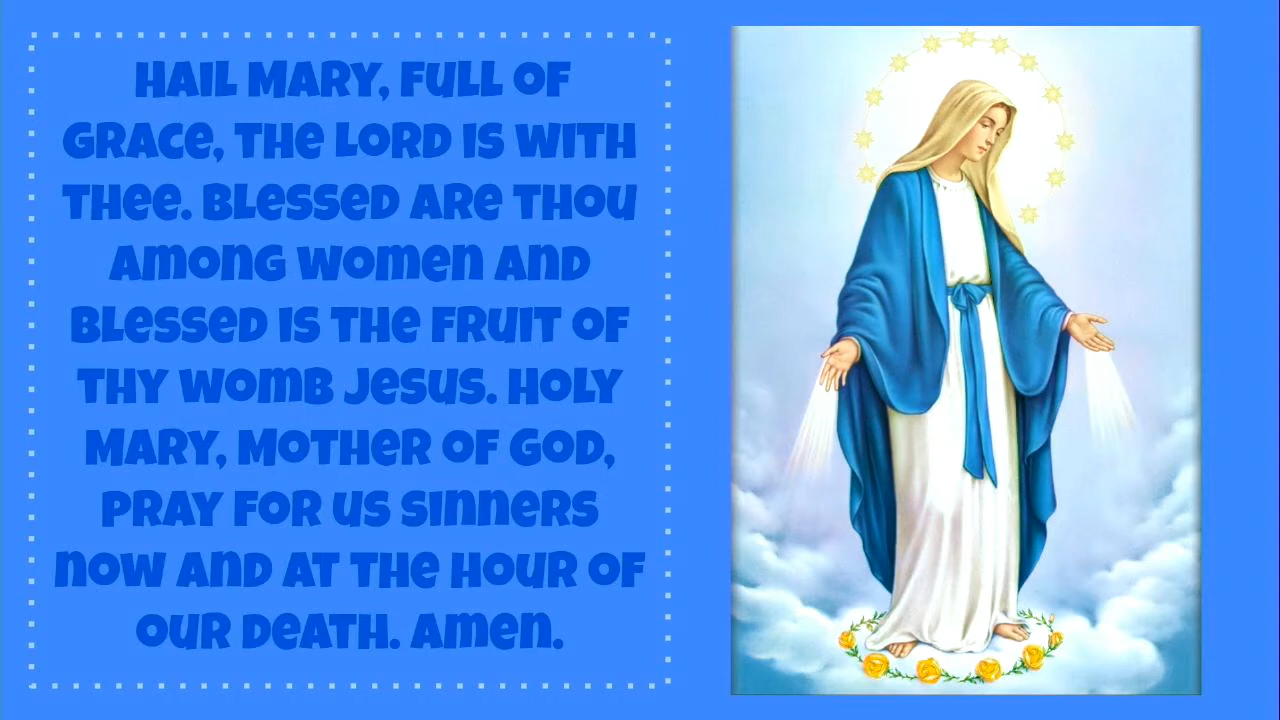 HAIL MARY, FULL OF
GRACE, THE LORD IS WITH
THEE. BLESSED ARE THOU
AMONG WOMEN AND
BLESSED IS THE FRUIT OF
THY WOMB JESUS. HOLY
MARY, MOTHER OF GOD,
PRAY FOR US SINNERS
NOW AND AT THE HOUR OF
OUR DEATH. AMEN.